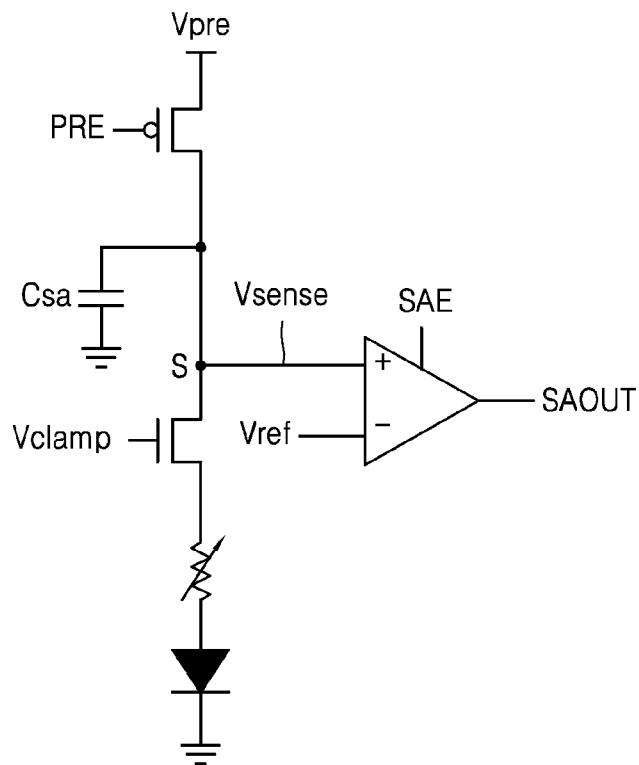 Vpre
PRE
Csa
Vsense
SAE
S
+
SAOUT
Vclamp
Vref
−